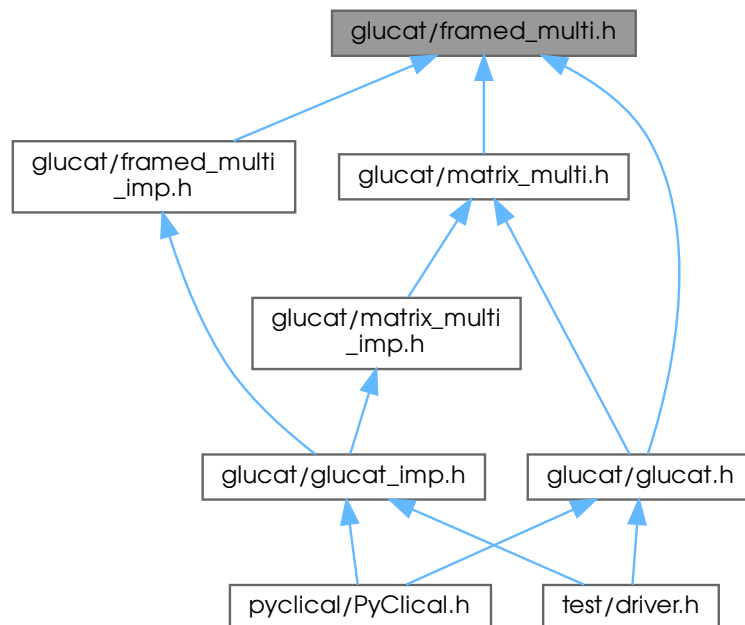 glucat/framed_multi.h
glucat/framed_multi
_imp.h
glucat/matrix_multi.h
glucat/matrix_multi
_imp.h
glucat/glucat_imp.h
glucat/glucat.h
pyclical/PyClical.h
test/driver.h